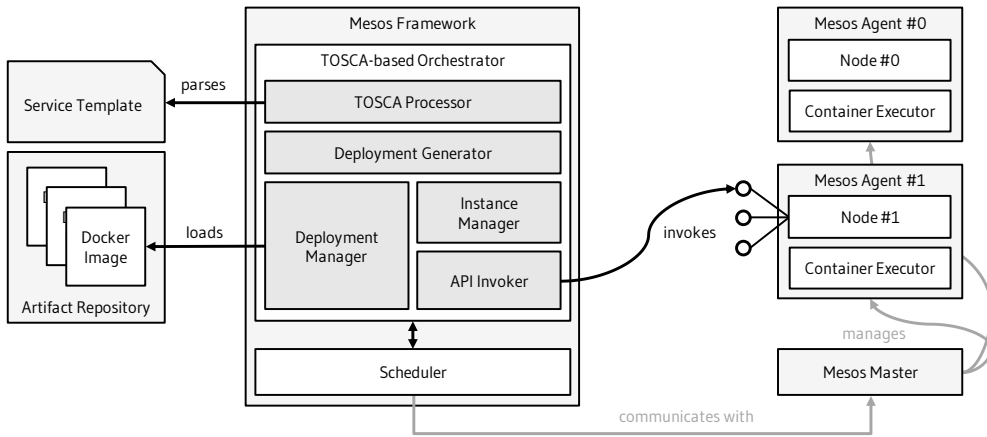 Mesos Framework
TOSCA-based Orchestrator
TOSCA Processor
Deployment Generator
Deployment
Manager
Instance
Manager
API Invoker
Scheduler
parses
Service Template
loads
Docker
Image
Artifact Repository
invokes
Mesos Agent #0
Node #0
Container Executor
Mesos Agent #1
Node #1
Container Executor
manages
Mesos Master
communicates with